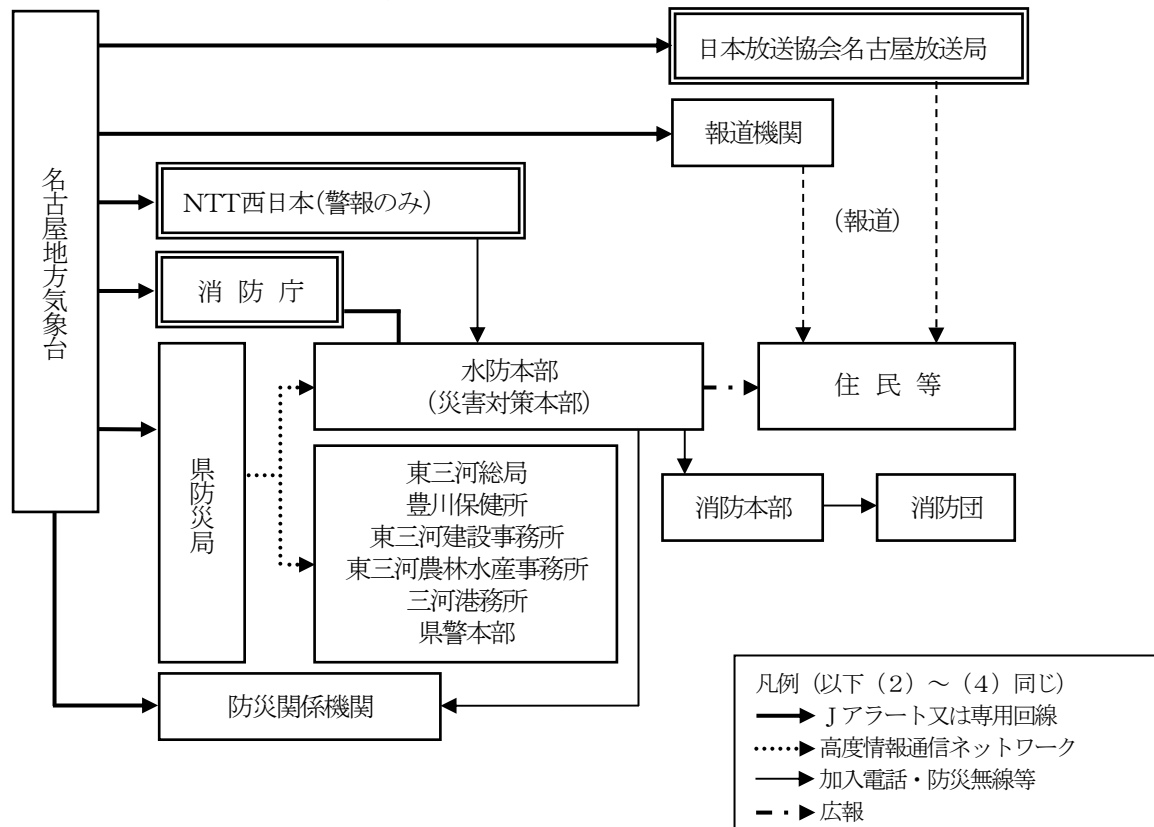 日本放送協会名古屋放送局
報道機関
名古屋地方気象台
NTT西日本(警報のみ)
(報道)
消 防 庁
水防本部
(災害対策本部)
住 民 等
県防災局
東三河総局
豊川保健所
東三河建設事務所
東三河農林水産事務所
三河港務所
県警本部
消防本部
消防団
防災関係機関
凡例(以下(2)～(4)同じ)
Jアラート又は専用回線
高度情報通信ネットワーク
加入電話・防災無線等
広報